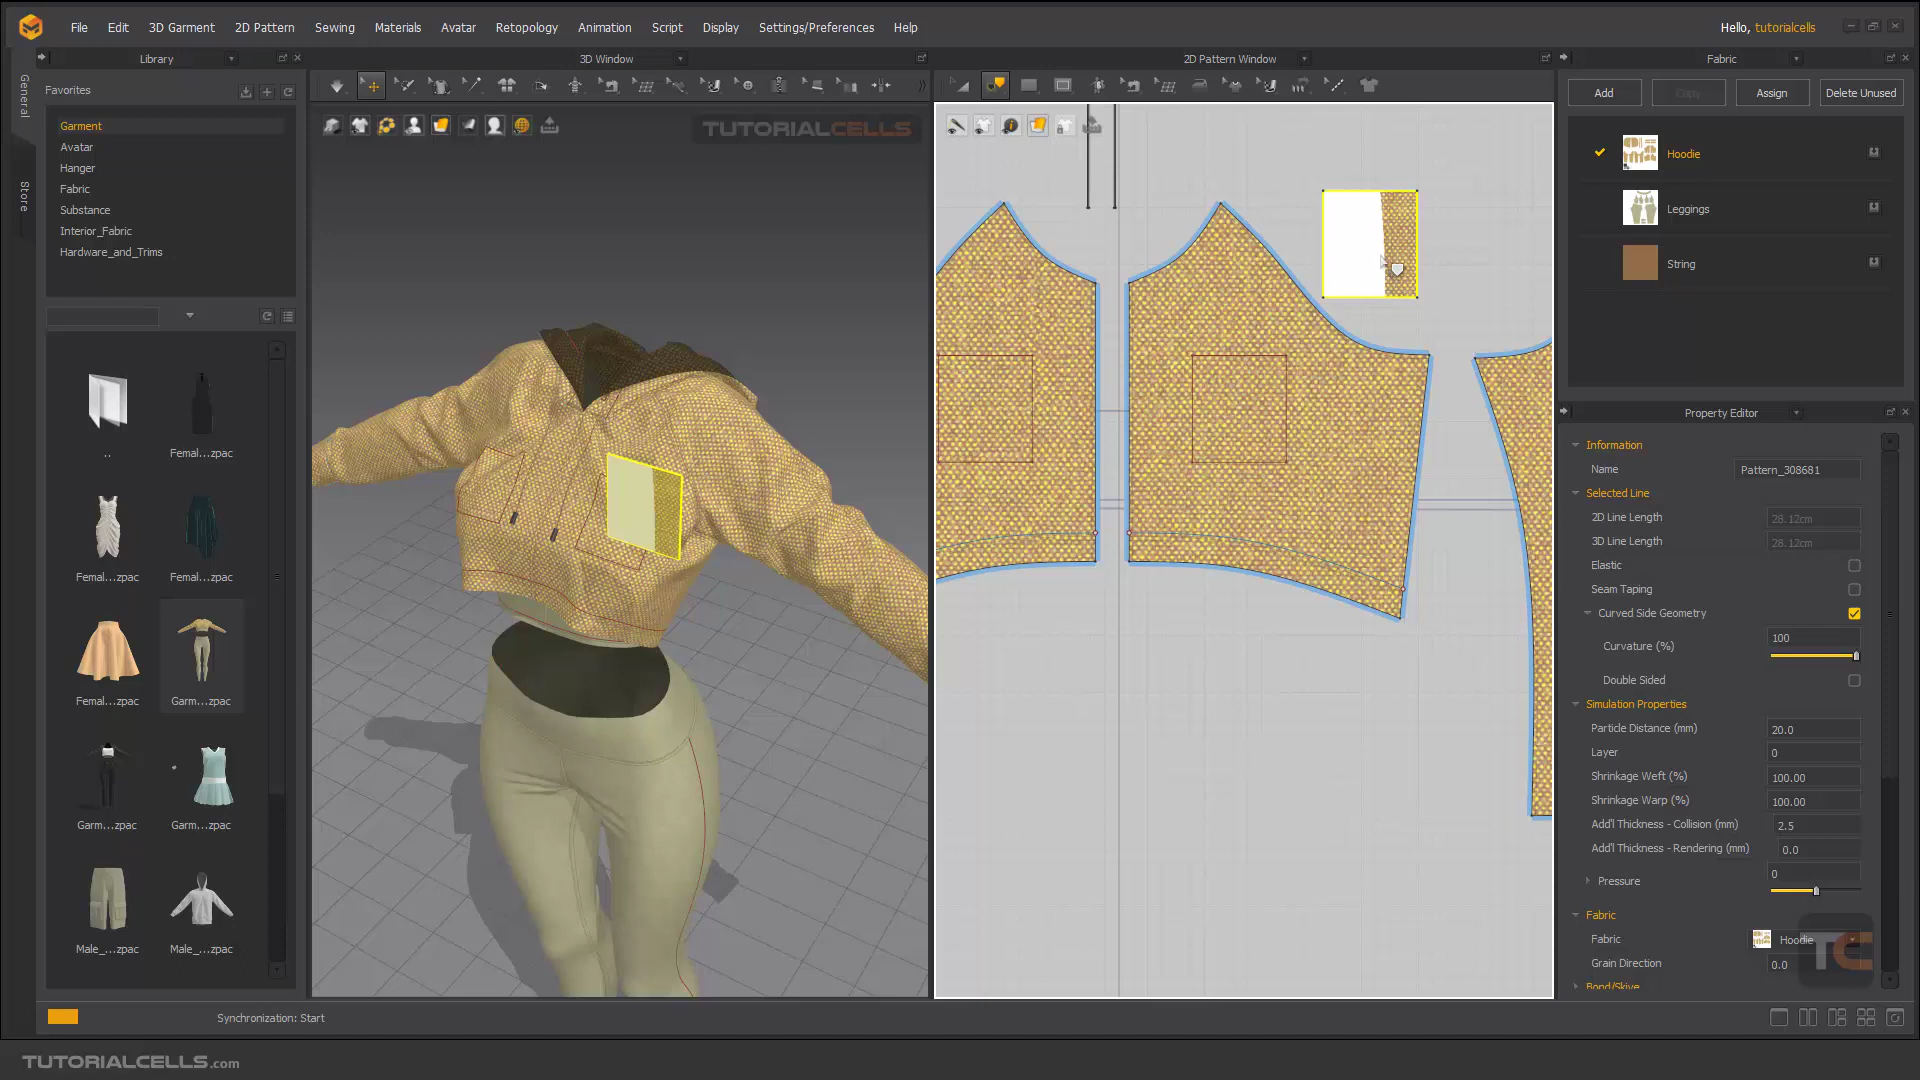 File Edit 3D Garment 2D Pattern Sewing Materials Avatar Retopology Animation Script Display Settings/Preferences Help
Hello, tutorialcells
Library
3D Window
2D Pattern Window
Fabric
General
Store
Favorites
Garment
Avatar
Hanger
Fabric
Substance
Interior_Fabric
Hardware_and_Trims
..
Femal...zpac
Femal...zpac
Femal...zpac
Femal...zpac
Garm...zpac
Garm...zpac
Garm...zpac
Male_...zpac
Male_...zpac
TUTORIALCELLS
Add Copy Assign Delete Unused
Hoodie
Leggings
String
Property Editor
Information
Name Pattern_308681
Selected Line
2D Line Length 28.12cm
3D Line Length 28.12cm
Elastic
Seam Taping
Curved Side Geometry
Curvature (%) 100
Double Sided
Simulation Properties
Particle Distance (mm) 20.0
Layer 0
Shrinkage Weft (%) 100.00
Shrinkage Warp (%) 100.00
Add'l Thickness - Collision (mm) 2.5
Add'l Thickness - Rendering (mm) 0.0
Pressure 0
Fabric
Fabric Hoodie
Grain Direction 0.0
Bond/Skive
TC
Synchronization: Start
TUTORIALCELLS.com